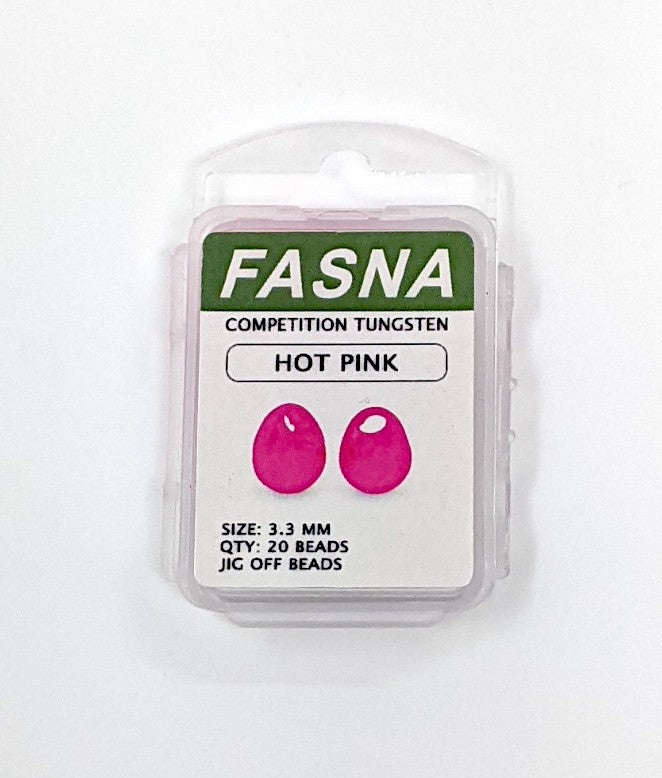 FASNA
COMPETITION TUNGSTEN
HOT PINK
SIZE: 3.3 MM
QTY: 20 BEADS
JIG OFF BEADS